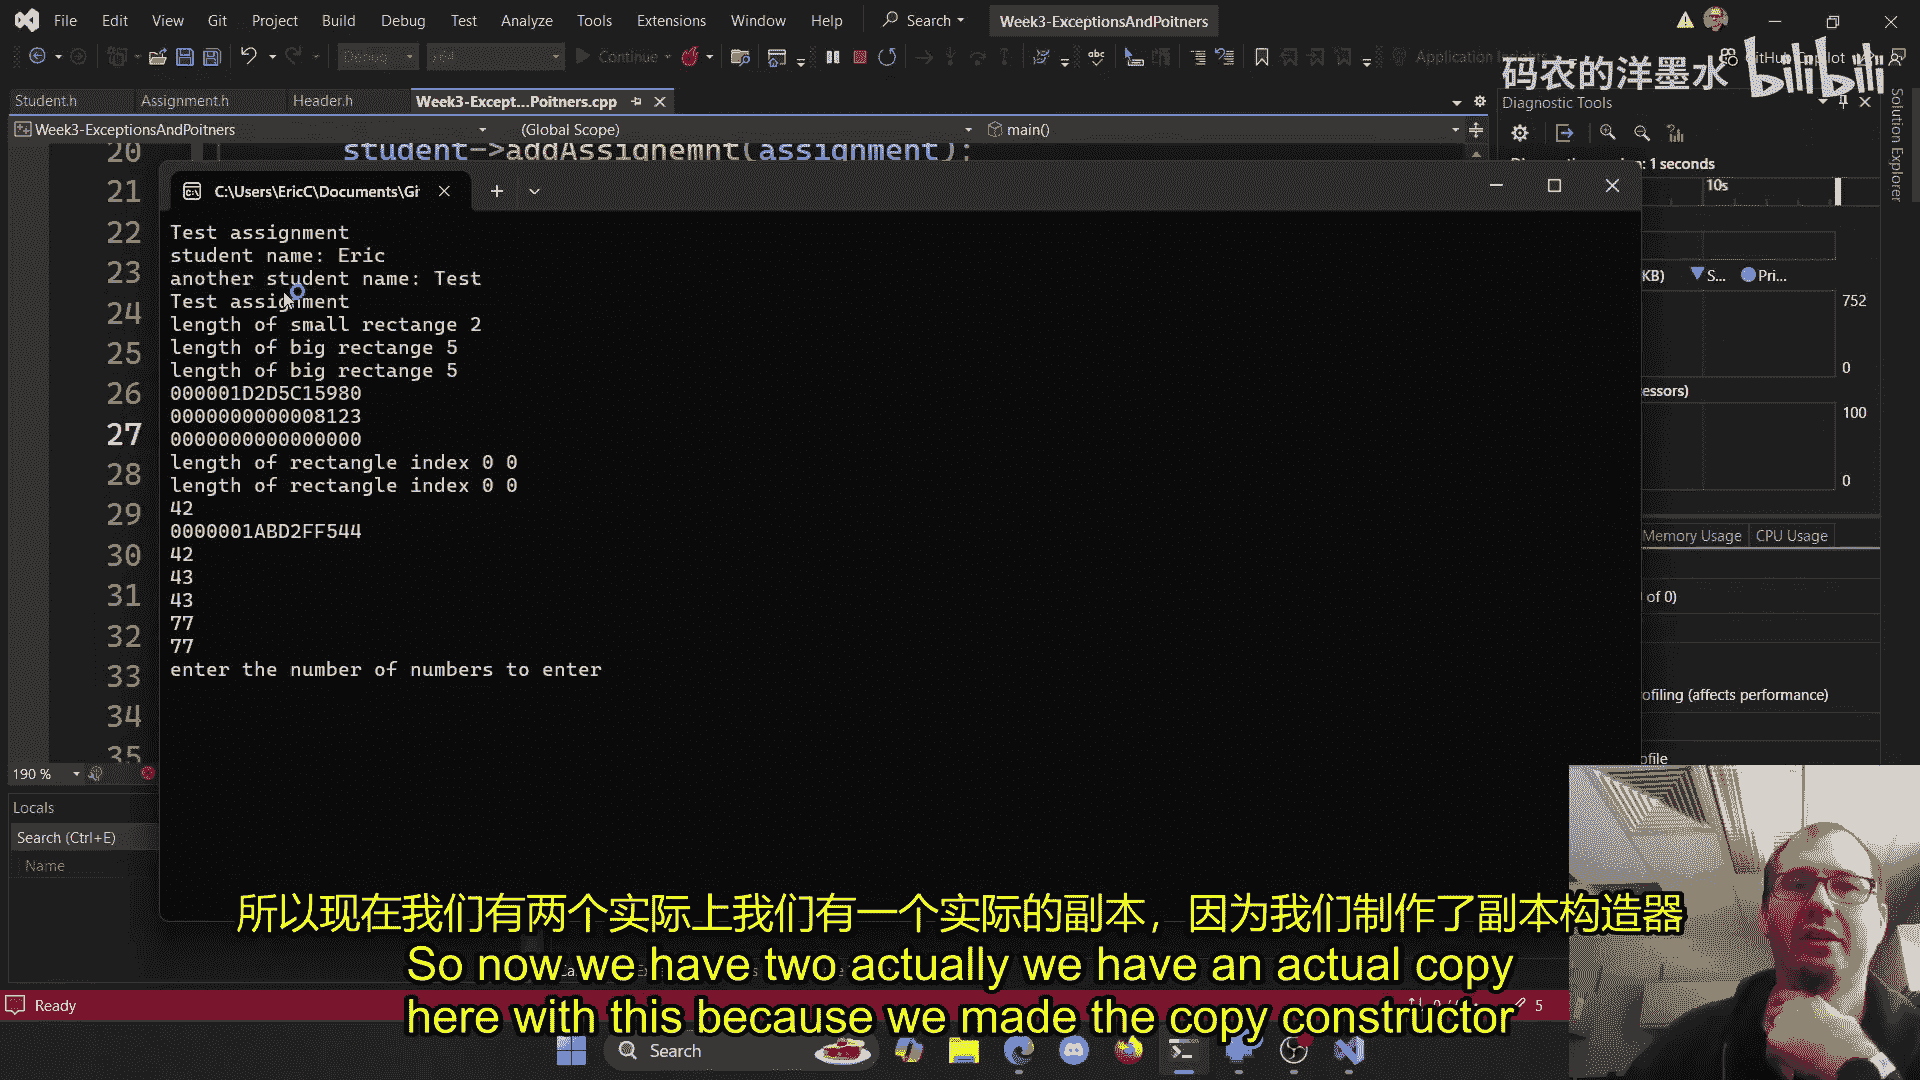 File Edit View Git Project Build Debug Test Analyze Tools Extensions Window Help Search Week3-ExceptionsAndPoitners
Debug x64 Continue Application
码农的洋墨水 bilibili
Student.h Assignment.h Header.h Week3-Except...Poitners.cpp
Diagnostic Tools
Week3-ExceptionsAndPoitners (Global Scope) main()
20 student->addAssignemnt(assignment);
: 1 seconds
10s
21
22
23
24
25
26
27
28
29
30
31
32
33
34
35
C:\Users\EricC\Documents\Gi
Test assignment
student name: Eric
another student name: Test
Test assignment
length of small rectange 2
length of big rectange 5
length of big rectange 5
000001D2D5C15980
0000000000008123
0000000000000000
length of rectangle index 0 0
length of rectangle index 0 0
42
0000001ABD2FF544
42
43
43
77
77
enter the number of numbers to enter
KB) S... Pri...
752
0
essors)
100
0
Memory Usage CPU Usage
of 0)
ofiling (affects performance)
ofile
Solution Explorer
190 %
Locals
Search (Ctrl+E)
Name
所以现在我们有两个实际上我们有一个实际的副本，因为我们制作了副本构造器
So now we have two actually we have an actual copy
here with this because we made the copy constructor
Ready
5
Search